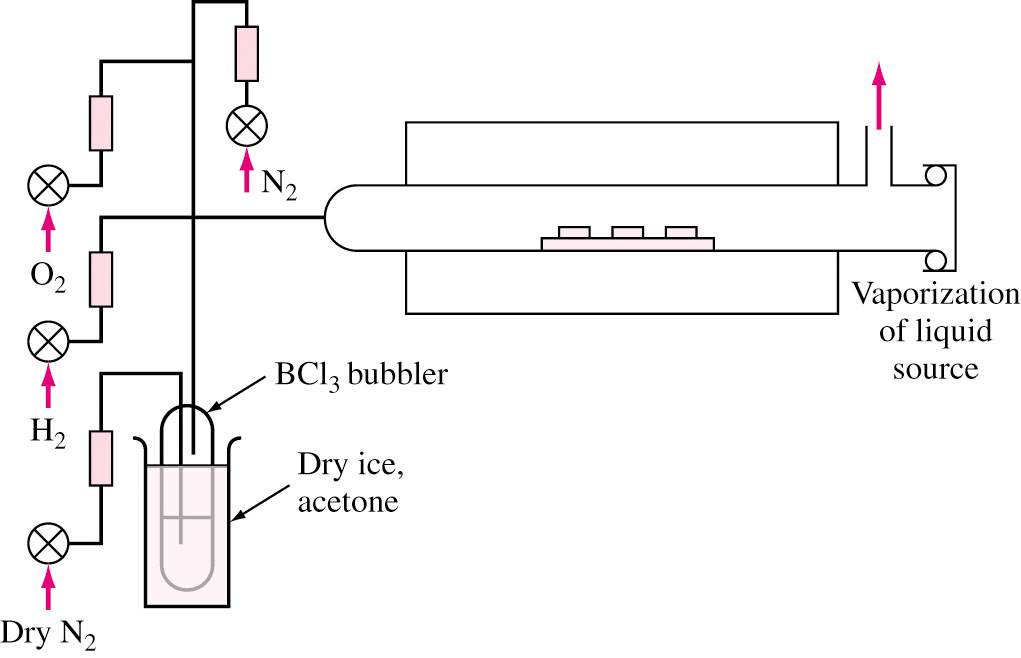 N₂
O₂
H₂
Vaporization
of liquid
source
BCl₃ bubbler
Dry ice,
acetone
Dry N₂